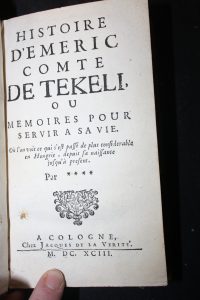 HISTOIRE
D'EMERIC
COMTE
DE TEKELI,
OU
MEMOIRES POUR
SERVIR A SA VIE.
Où l'on voit ce qui s'est passé de plus considerable
en Hongrie, depuis sa naissance
jusqu'à present.
Par ****
A COLOGNE,
Chez JACQUES DE LA VERITÉ,
M. DC. XCIII.